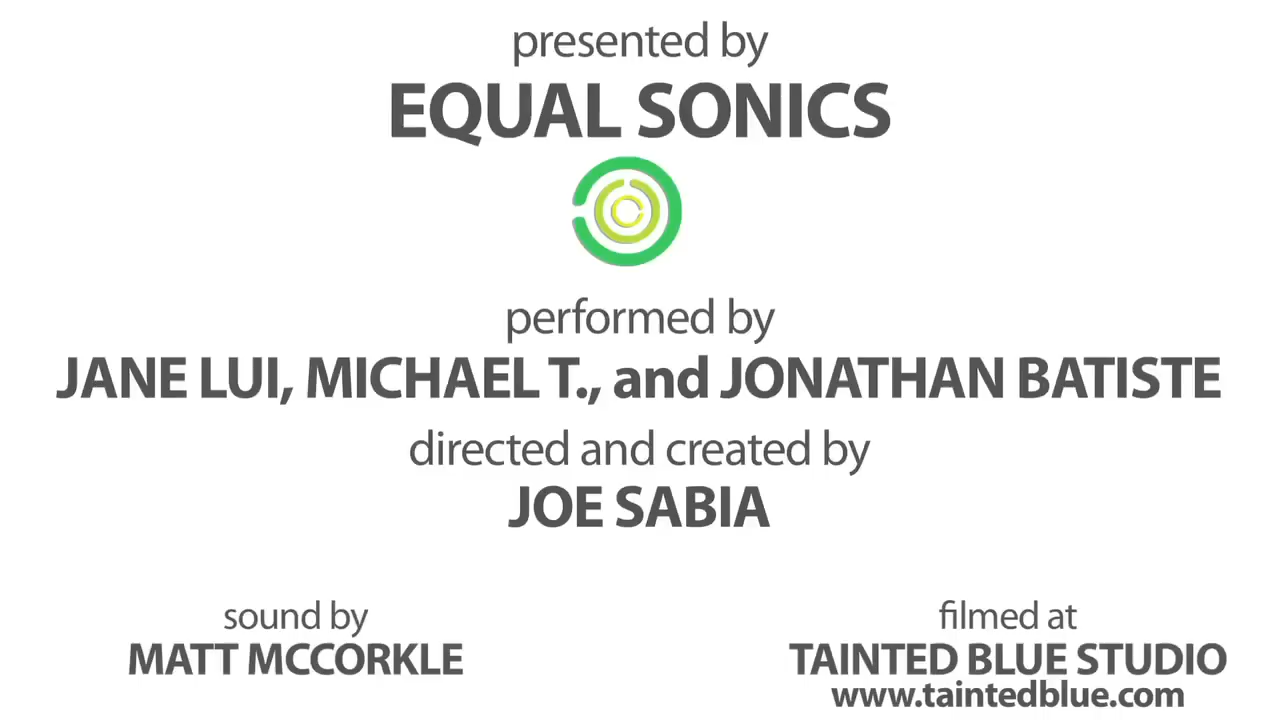 presented by
EQUAL SONICS
performed by
JANE LUI, MICHAEL T., and JONATHAN BATISTE
directed and created by
JOE SABIA
sound by
MATT MCCORKLE
filmed at
TAINTED BLUE STUDIO
www.taintedblue.com